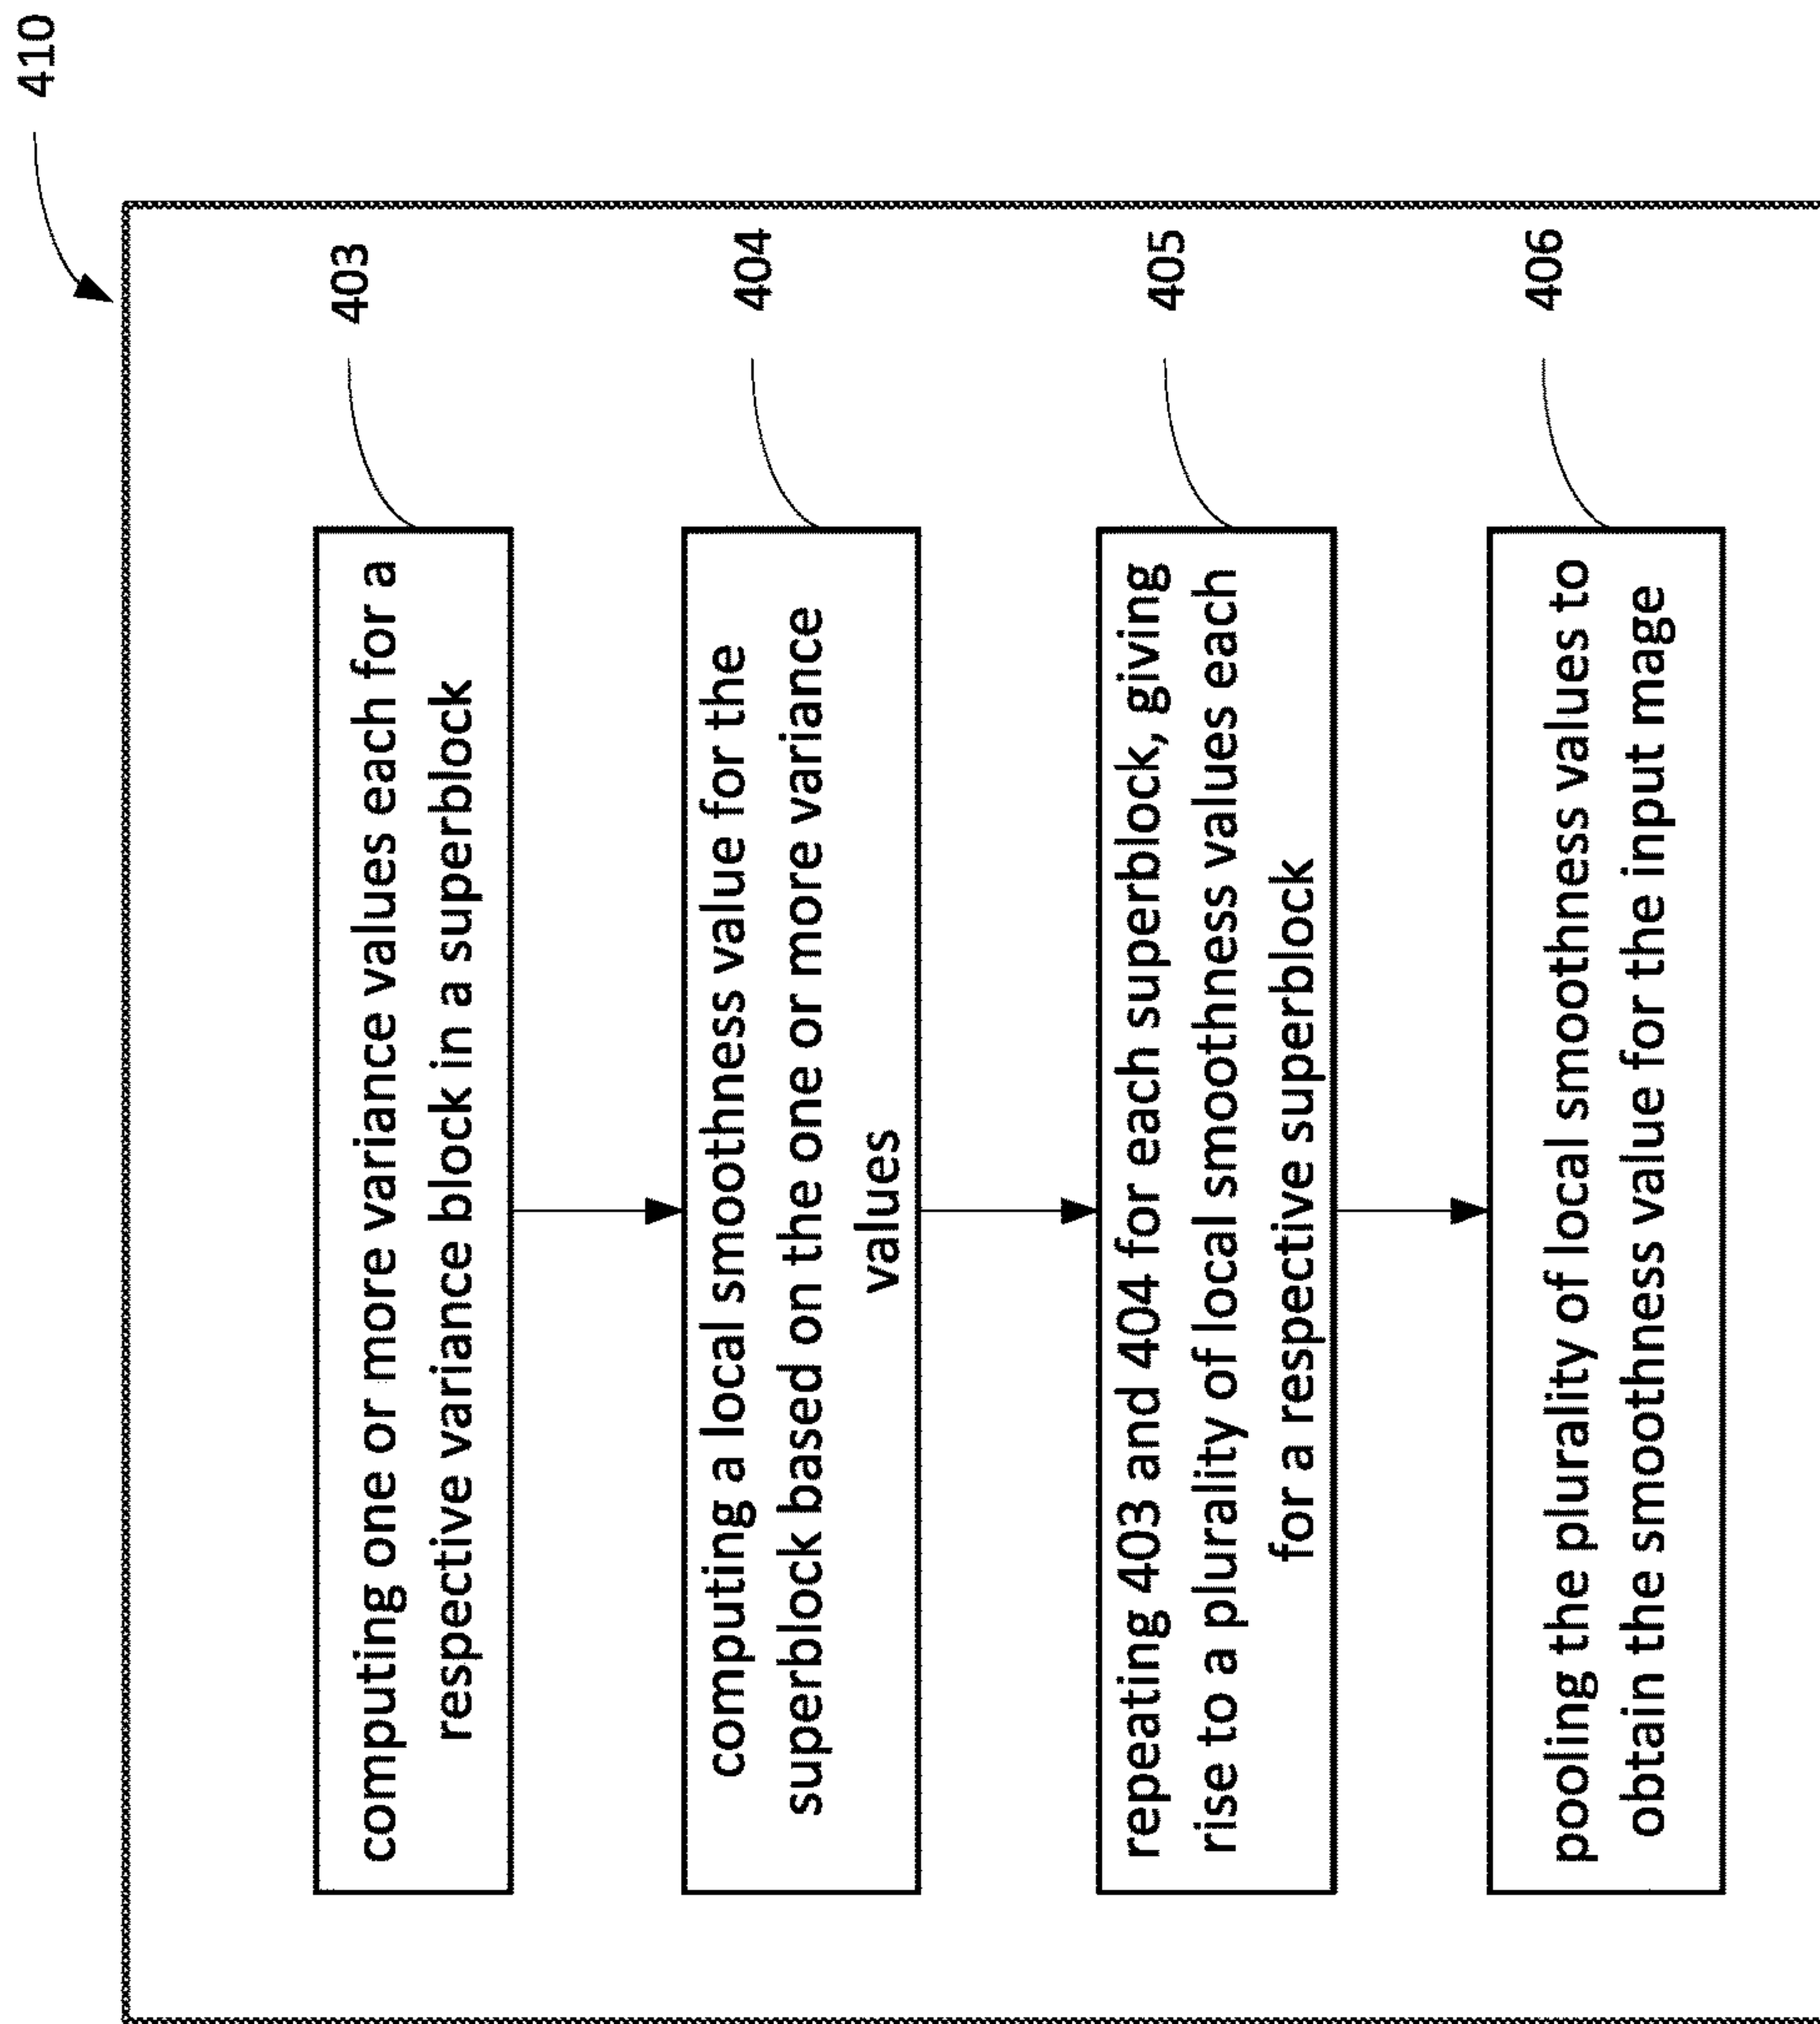 410
403
computing one or more variance values each for a
respective variance block in a superblock
404
computing a local smoothness value for the
superblock based on the one or more variance
values
405
repeating 403 and 404 for each superblock, giving
rise to a plurality of local smoothness values each
for a respective superblock
406
pooling the plurality of local smoothness values to
obtain the smoothness value for the input mage